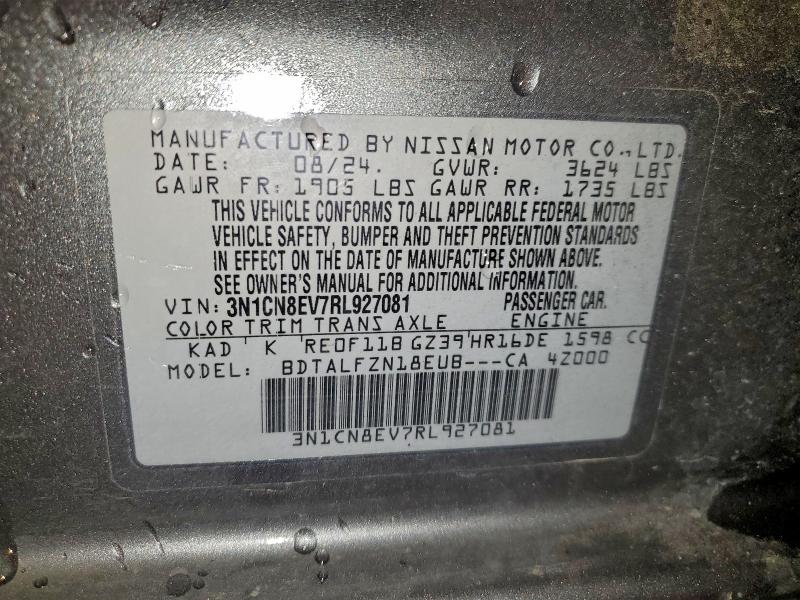 MANUFACTURED BY NISSAN MOTOR CO., LTD.
DATE: 08/24. GVWR: 3624 LBS
GAWR FR: 1905 LBS GAWR RR: 1735 LBS
THIS VEHICLE CONFORMS TO ALL APPLICABLE FEDERAL MOTOR
VEHICLE SAFETY, BUMPER AND THEFT PREVENTION STANDARDS
IN EFFECT ON THE DATE OF MANUFACTURE SHOWN ABOVE.
SEE OWNER'S MANUAL FOR ADDITIONAL INFORMATION.
VIN: 3N1CN8EV7RL927081 PASSENGER CAR.
COLOR TRIM TRANS AXLE ENGINE
KAD K RE0F11B GZ39 HR16DE 1598 CC
MODEL: BDTALFZN18EUB---CA 4Z000
3N1CN8EV7RL927081